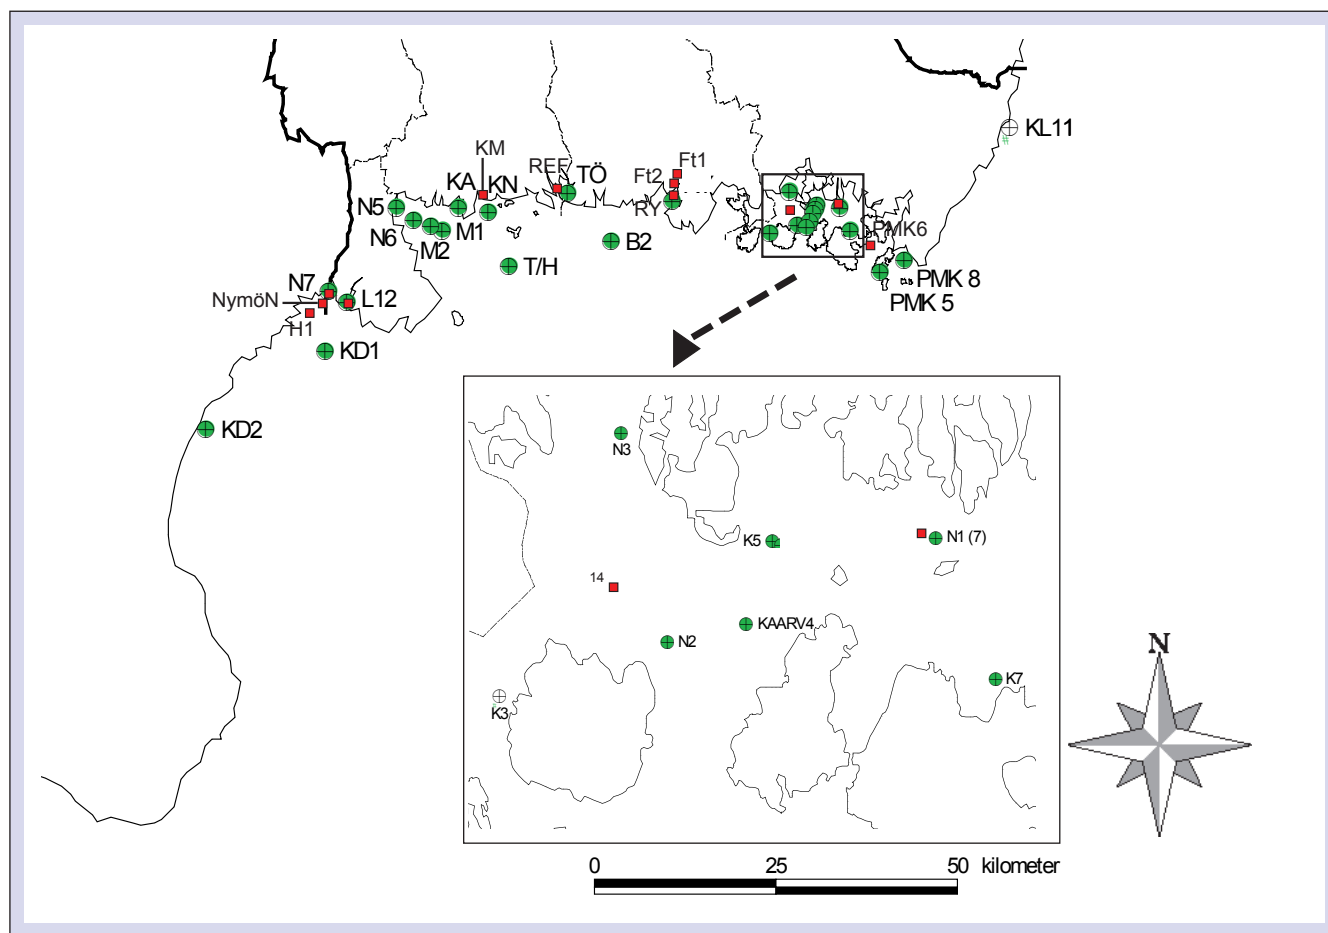 KL11
KM
REF
Ft1
Ft2
TÖ
KA
KN
RY
N5
N6
M2
M1
B2
PMK6
T/H
PMK 8
PMK 5
N7
NymöN
L12
H1
KD1
KD2
N3
K5
N1 (7)
14
KAARV4
N2
K7
K3
N
0 25 50 kilometer